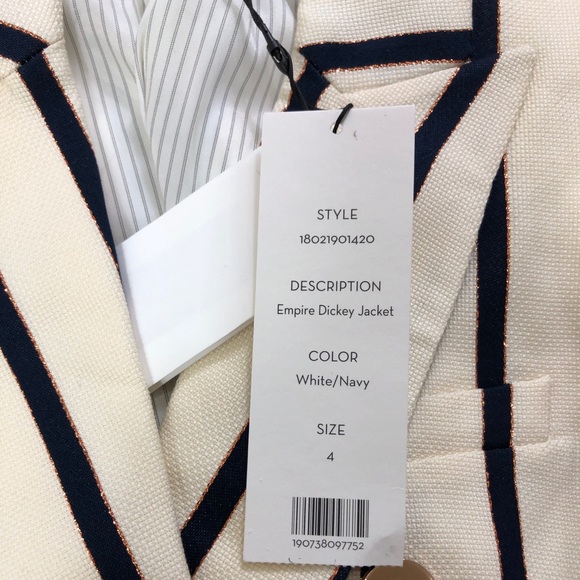 STYLE
18021901420
DESCRIPTION
Empire Dickey Jacket
COLOR
White/Navy
SIZE
4
190738097752